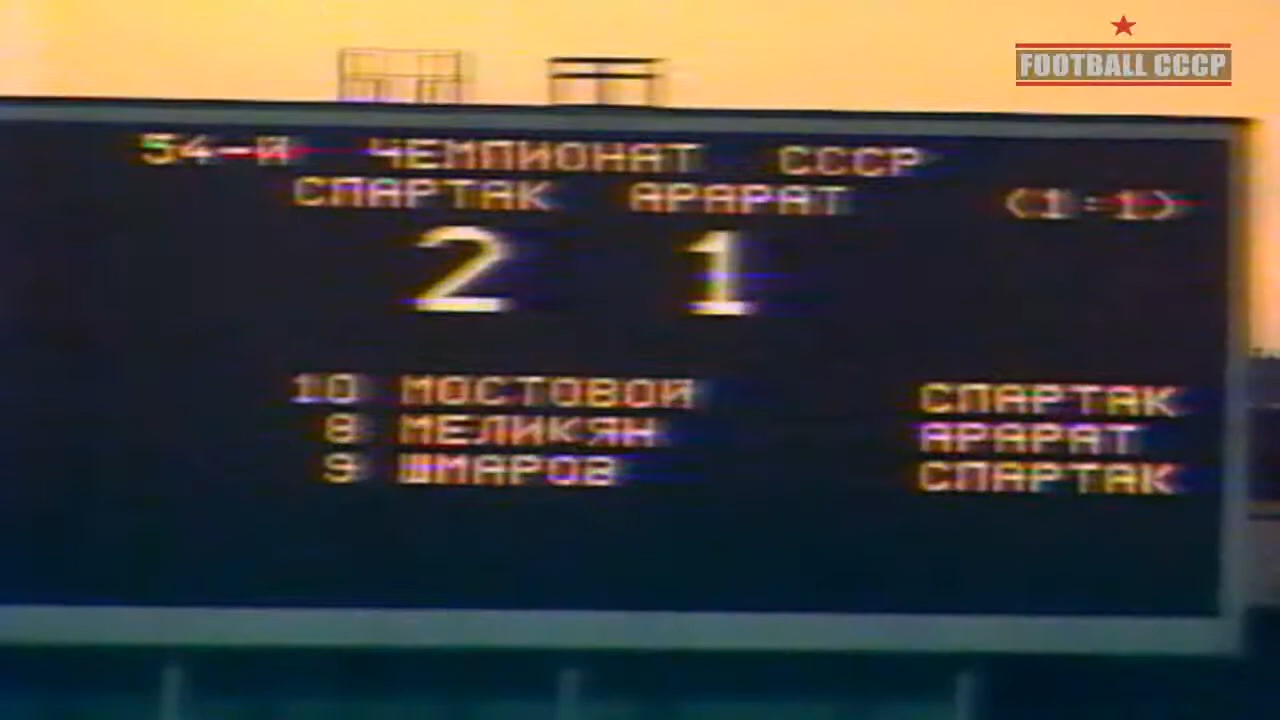 FOOTBALL CCCP
54-Й ЧЕМПИОНАТ СССР
СПАРТАК АРАРАТ (1:1)
2 1
10 МОСТОВОЙ СПАРТАК
8 МЕЛИКЯН АРАРАТ
9 ШМАРОВ СПАРТАК